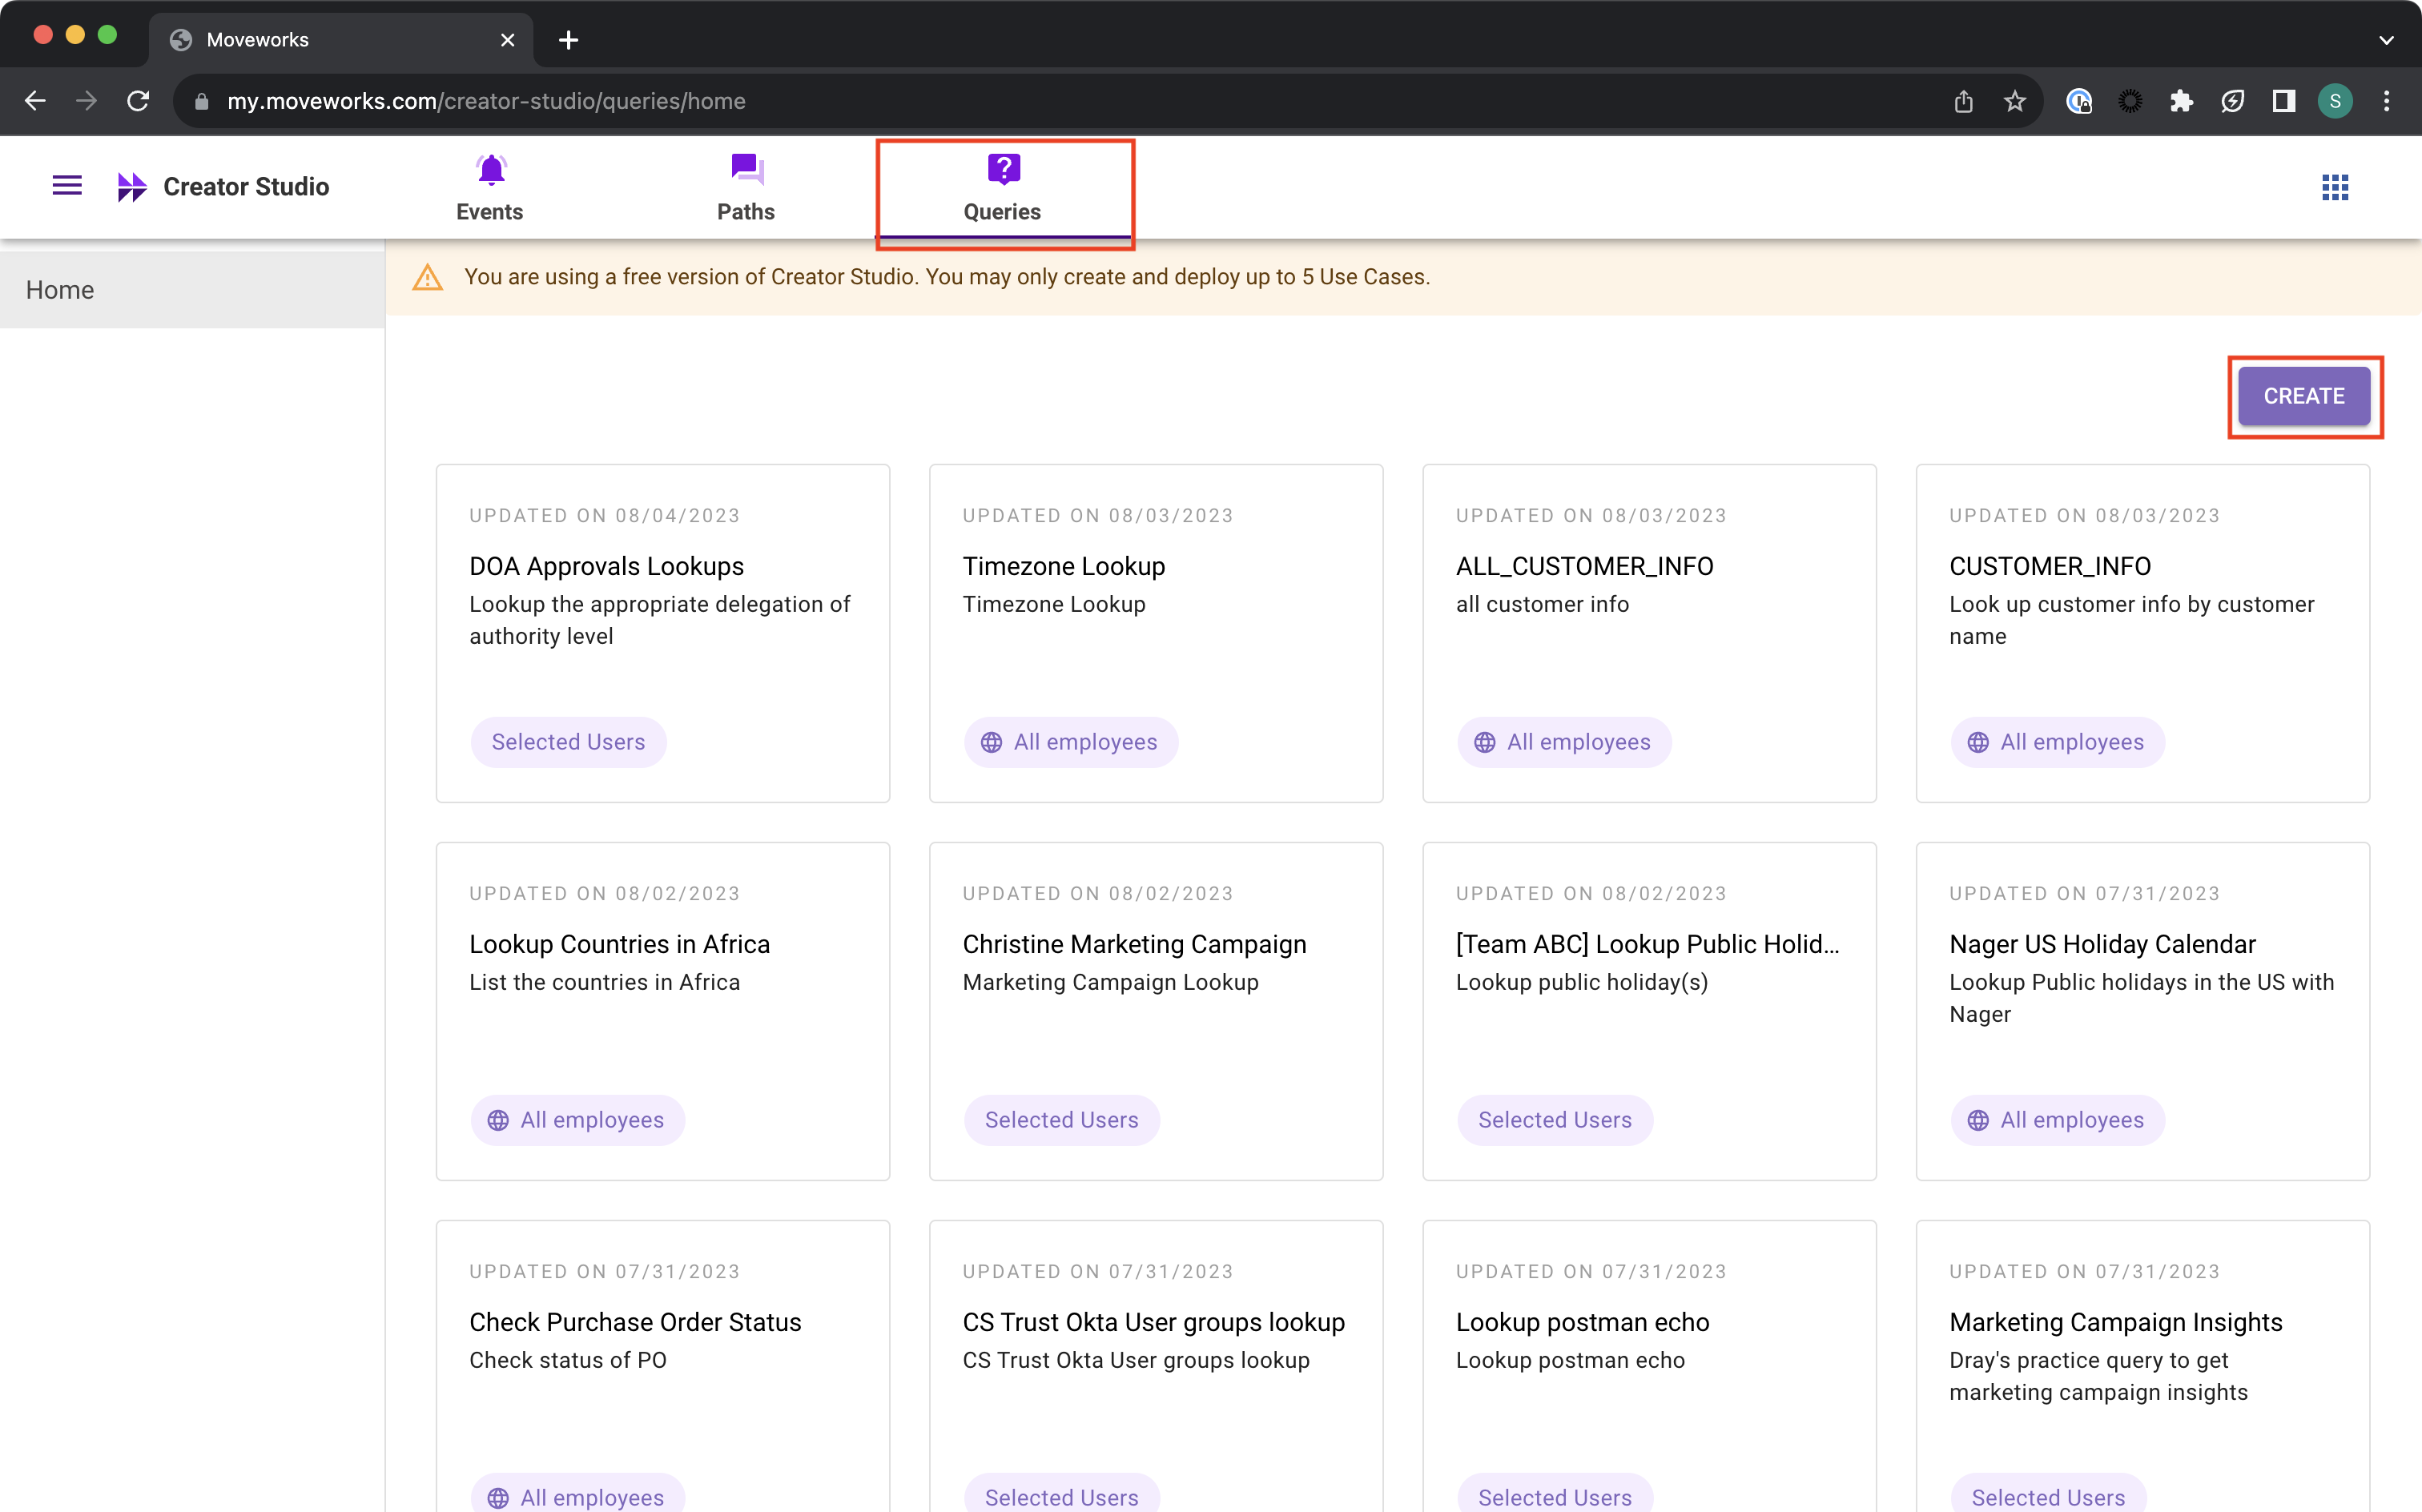 Moveworks
my.moveworks.com/creator-studio/queries/home
S
Creator Studio
Events
Paths
?
Queries
Home
You are using a free version of Creator Studio. You may only create and deploy up to 5 Use Cases.
CREATE
UPDATED ON 08/04/2023
DOA Approvals Lookups
Lookup the appropriate delegation of
authority level
Selected Users
UPDATED ON 08/03/2023
Timezone Lookup
Timezone Lookup
All employees
UPDATED ON 08/03/2023
ALL_CUSTOMER_INFO
all customer info
All employees
UPDATED ON 08/03/2023
CUSTOMER_INFO
Look up customer info by customer
name
All employees
UPDATED ON 08/02/2023
Lookup Countries in Africa
List the countries in Africa
All employees
UPDATED ON 08/02/2023
Christine Marketing Campaign
Marketing Campaign Lookup
Selected Users
UPDATED ON 08/02/2023
[Team ABC] Lookup Public Holid...
Lookup public holiday(s)
Selected Users
UPDATED ON 07/31/2023
Nager US Holiday Calendar
Lookup Public holidays in the US with
Nager
All employees
UPDATED ON 07/31/2023
Check Purchase Order Status
Check status of PO
All employees
UPDATED ON 07/31/2023
CS Trust Okta User groups lookup
CS Trust Okta User groups lookup
Selected Users
UPDATED ON 07/31/2023
Lookup postman echo
Lookup postman echo
Selected Users
UPDATED ON 07/31/2023
Marketing Campaign Insights
Dray's practice query to get
marketing campaign insights
Selected Users